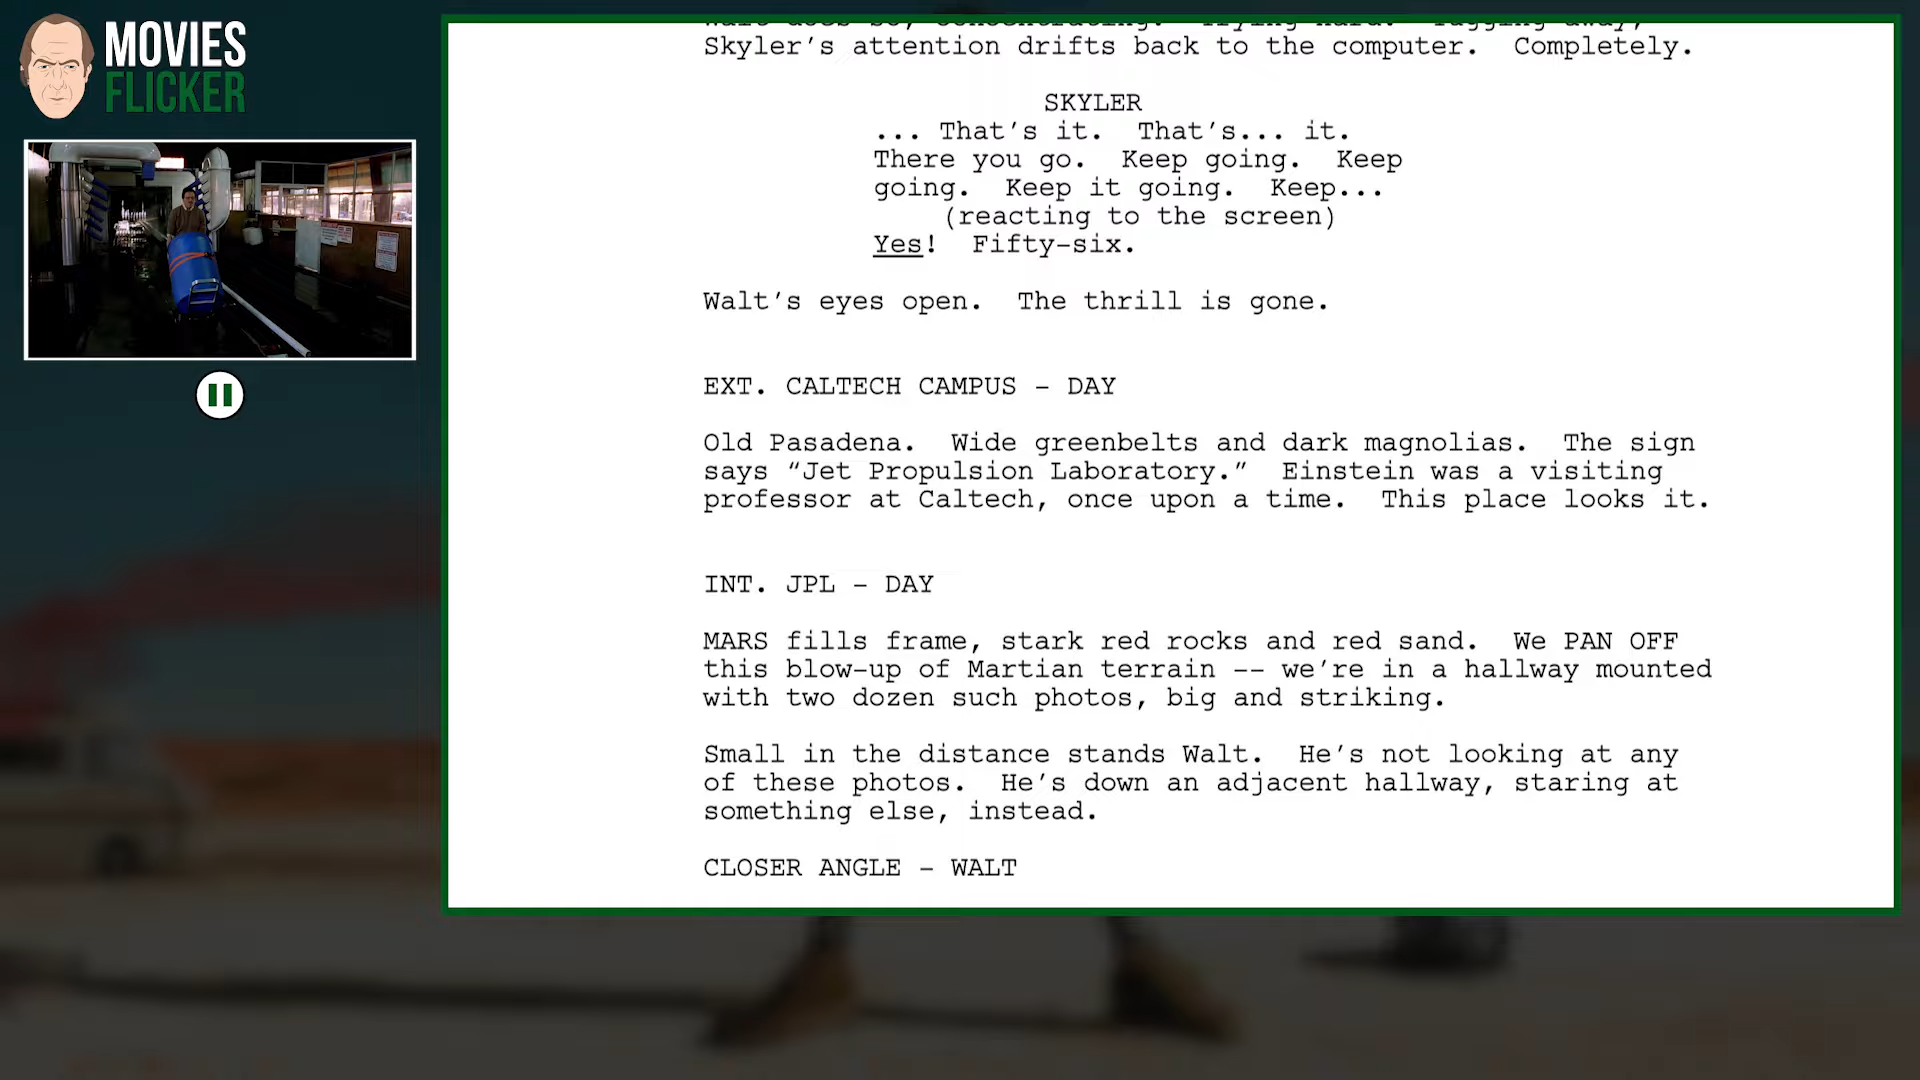 MOVIES
FLICKER
Skyler’s attention drifts back to the computer.  Completely.
SKYLER
... That’s it.  That’s... it.
There you go.  Keep going.  Keep
going.  Keep it going.  Keep...
(reacting to the screen)
Yes!  Fifty-six.
Walt’s eyes open.  The thrill is gone.
EXT. CALTECH CAMPUS – DAY
Old Pasadena.  Wide greenbelts and dark magnolias.  The sign
says “Jet Propulsion Laboratory.”  Einstein was a visiting
professor at Caltech, once upon a time.  This place looks it.
INT. JPL – DAY
MARS fills frame, stark red rocks and red sand.  We PAN OFF
this blow-up of Martian terrain -- we’re in a hallway mounted
with two dozen such photos, big and striking.
Small in the distance stands Walt.  He’s not looking at any
of these photos.  He’s down an adjacent hallway, staring at
something else, instead.
CLOSER ANGLE – WALT